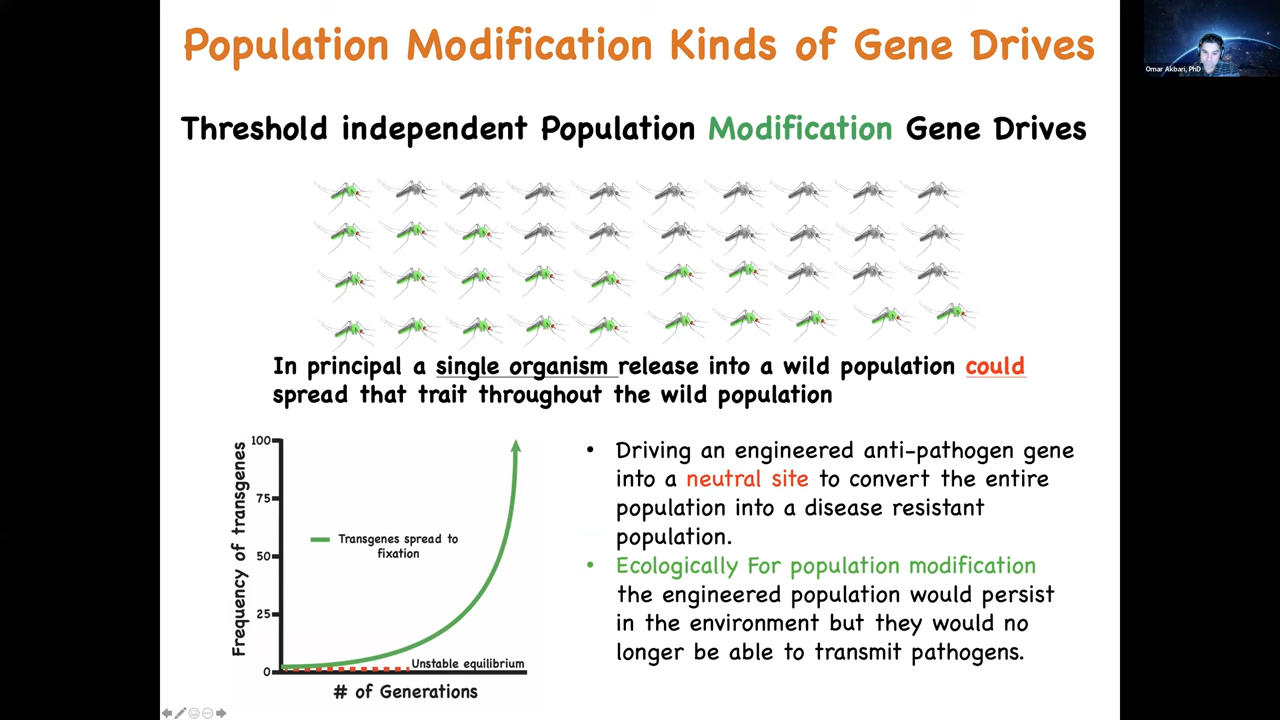 Population Modification Kinds of Gene Drives
Omar Akbari, PhD
Threshold independent Population Modification Gene Drives
In principal a single organism release into a wild population could
spread that trait throughout the wild population
Frequency of transgenes
100
75
50
25
0
Transgenes spread to
fixation
Unstable equilibrium
# of Generations
• Driving an engineered anti-pathogen gene
into a neutral site to convert the entire
population into a disease resistant
population.
• Ecologically For population modification
the engineered population would persist
in the environment but they would no
longer be able to transmit pathogens.